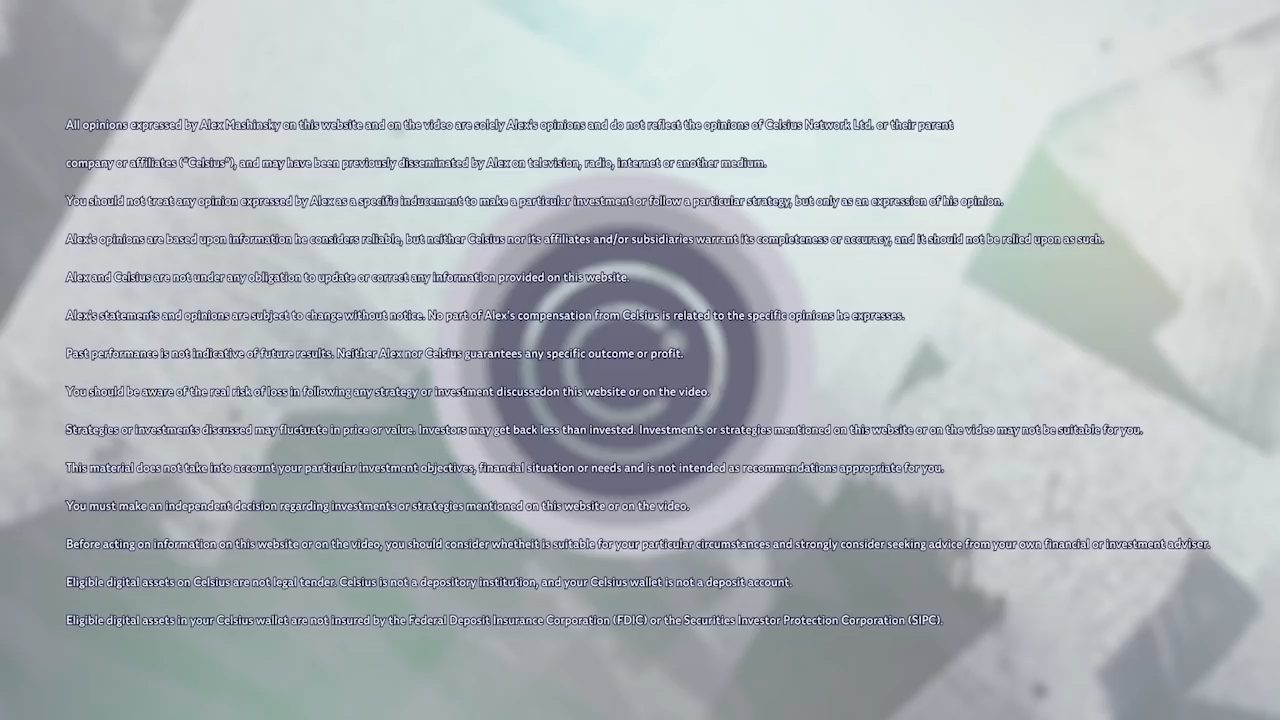 All opinions expressed by Alex Mashinsky on this website and on the video are solely Alex's opinions and do not reflect the opinions of Celsius Network Ltd. or their parent
company or affiliates ("Celsius"), and may have been previously disseminated by Alex on television, radio, internet or another medium.
You should not treat any opinion expressed by Alex as a specific inducement to make a particular investment or follow a particular strategy, but only as an expression of his opinion.
Alex's opinions are based upon information he considers reliable, but neither Celsius nor its affiliates and/or subsidiaries warrant its completeness or accuracy, and it should not be relied upon as such.
Alex and Celsius are not under any obligation to update or correct any information provided on this website.
Alex's statements and opinions are subject to change without notice. No part of Alex's compensation from Celsius is related to the specific opinions he expresses.
Past performance is not indicative of future results. Neither Alex nor Celsius guarantees any specific outcome or profit.
You should be aware of the real risk of loss in following any strategy or investment discussedon this website or on the video.
Strategies or investments discussed may fluctuate in price or value. Investors may get back less than invested. Investments or strategies mentioned on this website or on the video may not be suitable for you.
This material does not take into account your particular investment objectives, financial situation or needs and is not intended as recommendations appropriate for you.
You must make an independent decision regarding investments or strategies mentioned on this website or on the video.
Before acting on information on this website or on the video, you should consider whetheit is suitable for your particular circumstances and strongly consider seeking advice from your own financial or investment adviser.
Eligible digital assets on Celsius are not legal tender. Celsius is not a depository institution, and your Celsius wallet is not a deposit account.
Eligible digital assets in your Celsius wallet are not insured by the Federal Deposit Insurance Corporation (FDIC) or the Securities Investor Protection Corporation (SIPC).